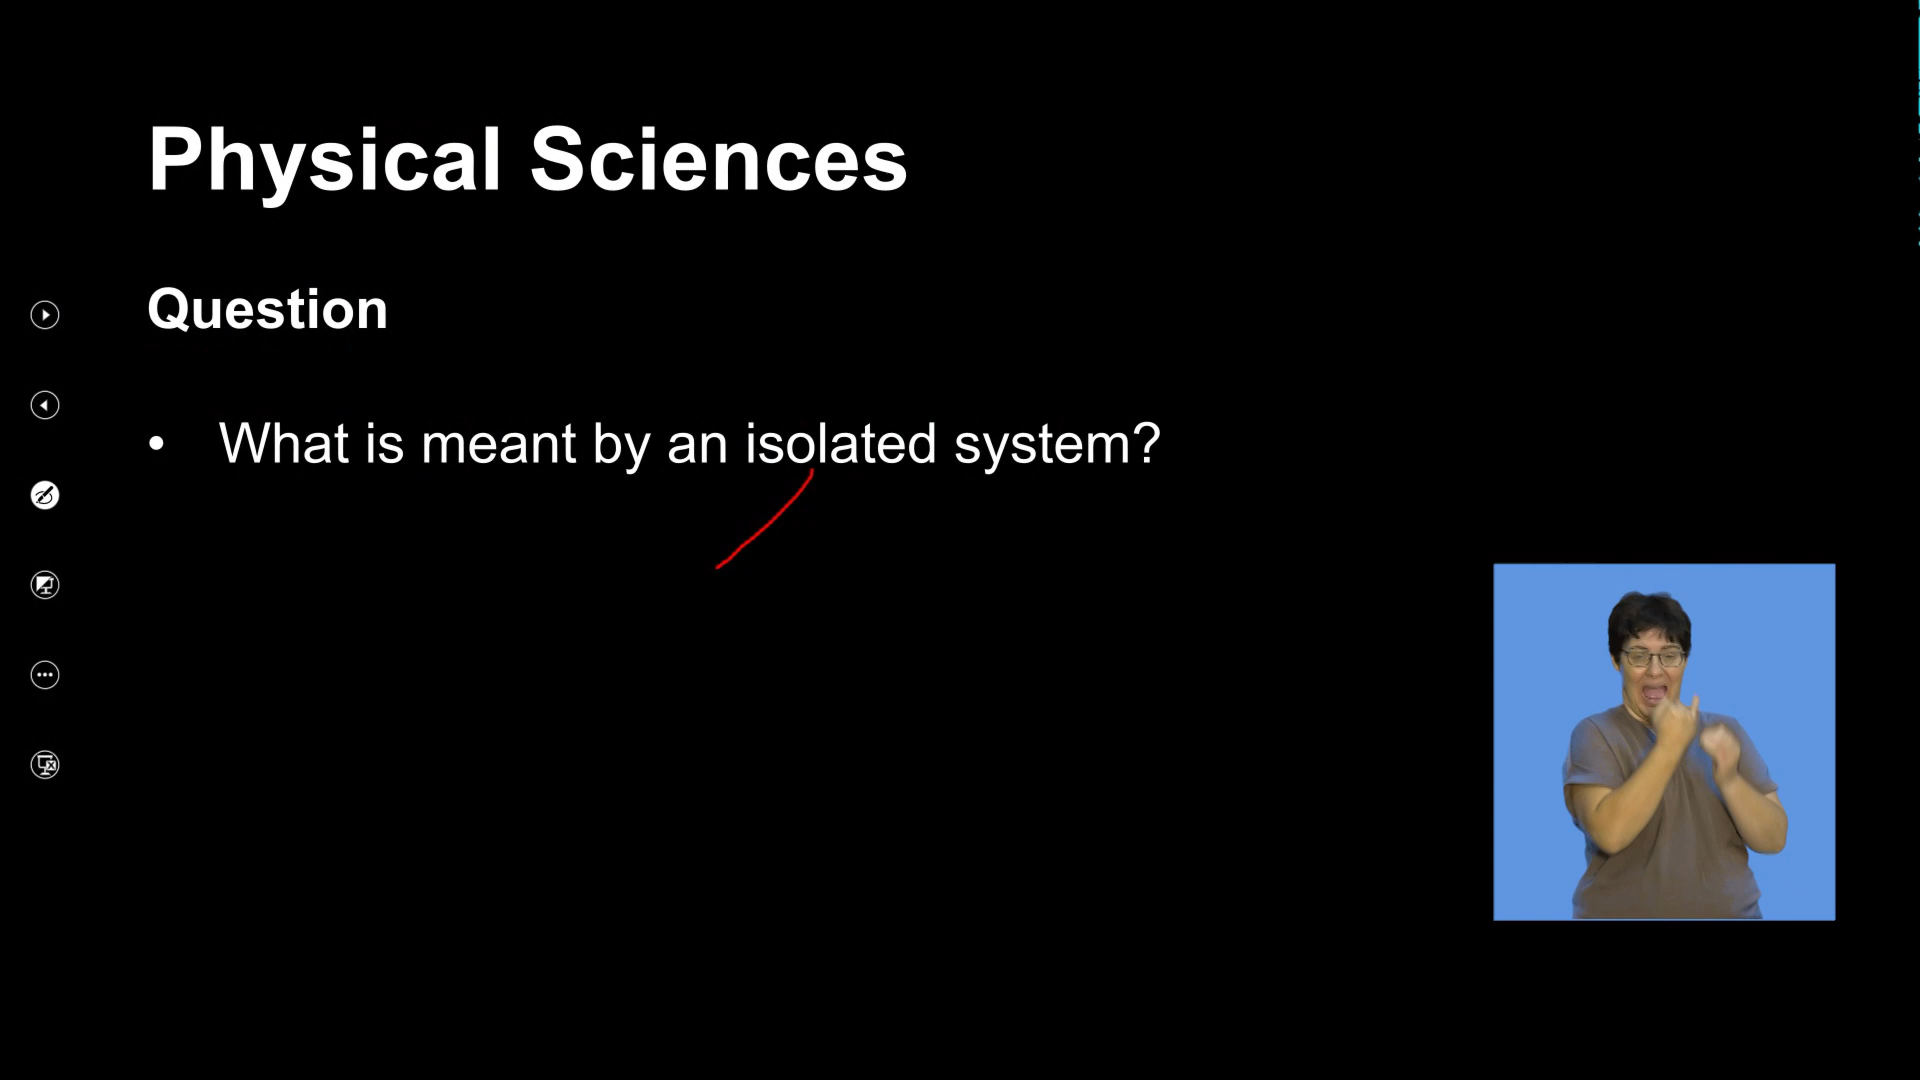 Physical Sciences
Question
• What is meant by an isolated system?